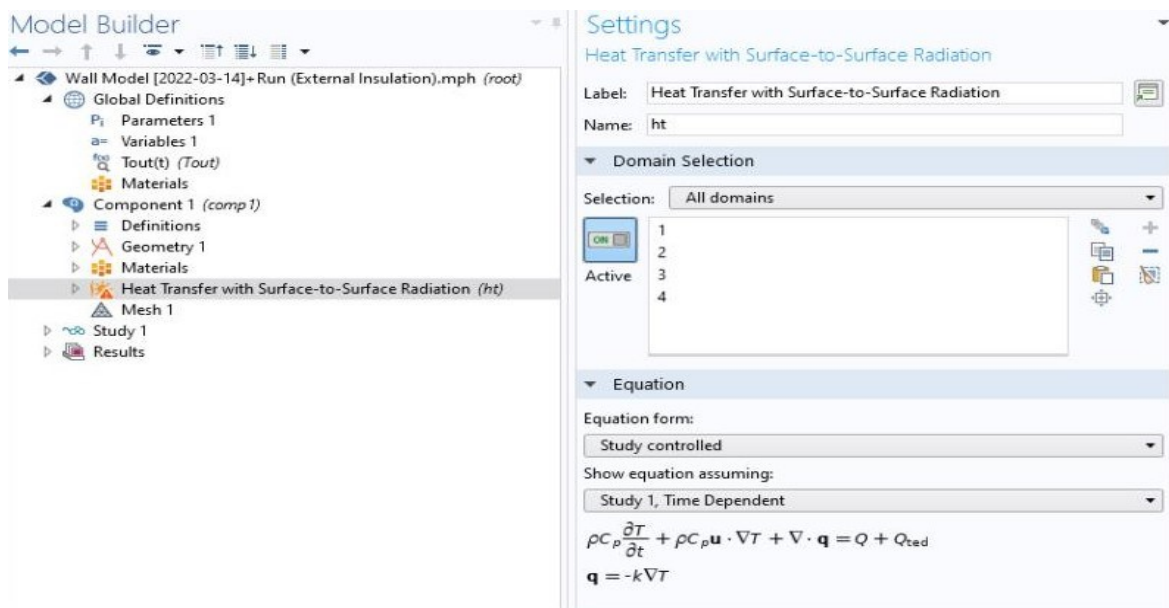 Model Builder
Wall Model [2022-03-14]+Run (External Insulation).mph (root)
Global Definitions
Pi Parameters 1
a= Variables 1
Tout(t) (Tout)
Materials
Component 1 (comp1)
Definitions
Geometry 1
Materials
Heat Transfer with Surface-to-Surface Radiation (ht)
Mesh 1
Study 1
Results
Settings
Heat Transfer with Surface-to-Surface Radiation
Label: Heat Transfer with Surface-to-Surface Radiation
Name: ht
Domain Selection
Selection: All domains
ON
Active
1
2
3
4
Equation
Equation form:
Study controlled
Show equation assuming:
Study 1, Time Dependent
ρC_p ∂T/∂t + ρC_p u · ∇T + ∇ · q = Q + Q_ted
q = -k∇T